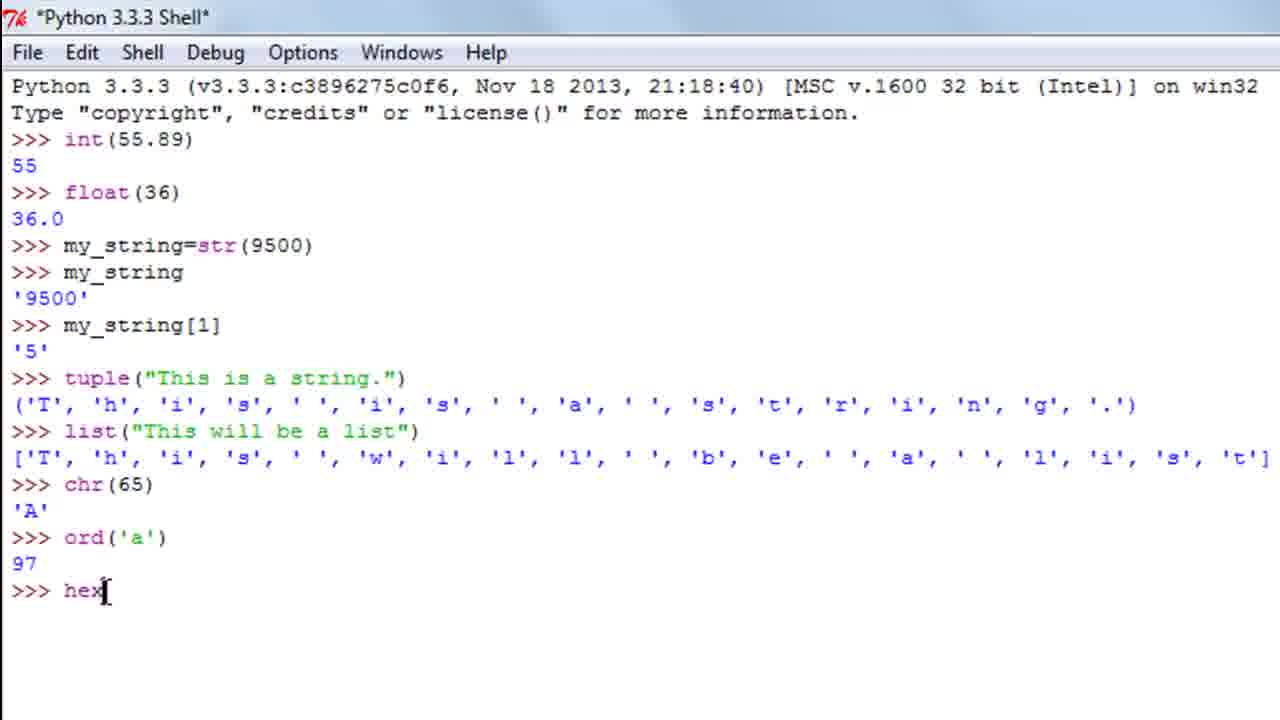 *Python 3.3.3 Shell*
File Edit Shell Debug Options Windows Help
Python 3.3.3 (v3.3.3:c3896275c0f6, Nov 18 2013, 21:18:40) [MSC v.1600 32 bit (Intel)] on win32
Type "copyright", "credits" or "license()" for more information.
>>> int(55.89)
55
>>> float(36)
36.0
>>> my_string=str(9500)
>>> my_string
'9500'
>>> my_string[1]
'5'
>>> tuple("This is a string.")
('T', 'h', 'i', 's', ' ', 'i', 's', ' ', 'a', ' ', 's', 't', 'r', 'i', 'n', 'g', '.')
>>> list("This will be a list")
['T', 'h', 'i', 's', ' ', 'w', 'i', 'l', 'l', ' ', 'b', 'e', ' ', 'a', ' ', 'l', 'i', 's', 't']
>>> chr(65)
'A'
>>> ord('a')
97
>>> hex